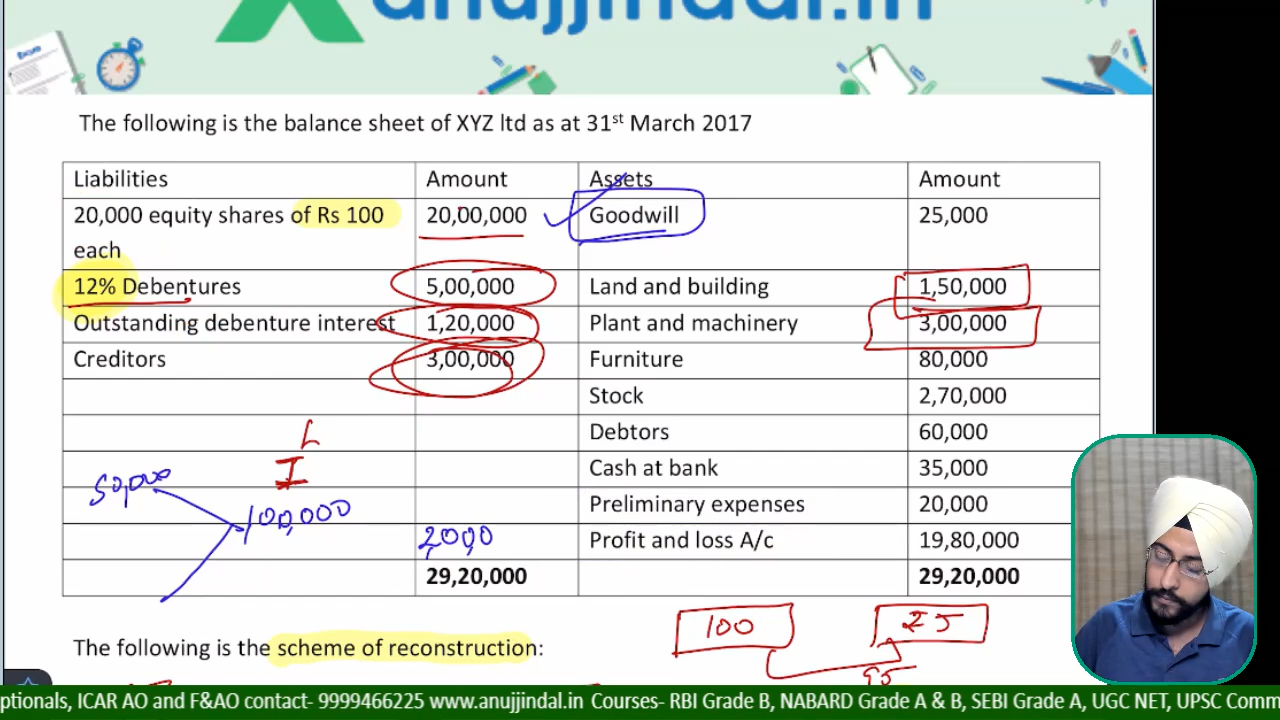 anujjindal.in
The following is the balance sheet of XYZ ltd as at 31st March 2017
Liabilities Amount Assets Amount
20,000 equity shares of Rs 100 each 20,00,000 Goodwill 25,000
12% Debentures 5,00,000 Land and building 1,50,000
Outstanding debenture interest 1,20,000 Plant and machinery 3,00,000
Creditors 3,00,000 Furniture 80,000
Stock 2,70,000
Debtors 60,000
I
Cash at bank 35,000
50,000
Preliminary expenses 20,000
100,000
Profit and loss A/c 19,80,000
29,20,000 29,20,000
100 25
The following is the scheme of reconstruction:
ptionals, ICAR AO and F&AO contact- 9999466225 www.anujjindal.in Courses- RBI Grade B, NABARD Grade A & B, SEBI Grade A, UGC NET, UPSC Comm